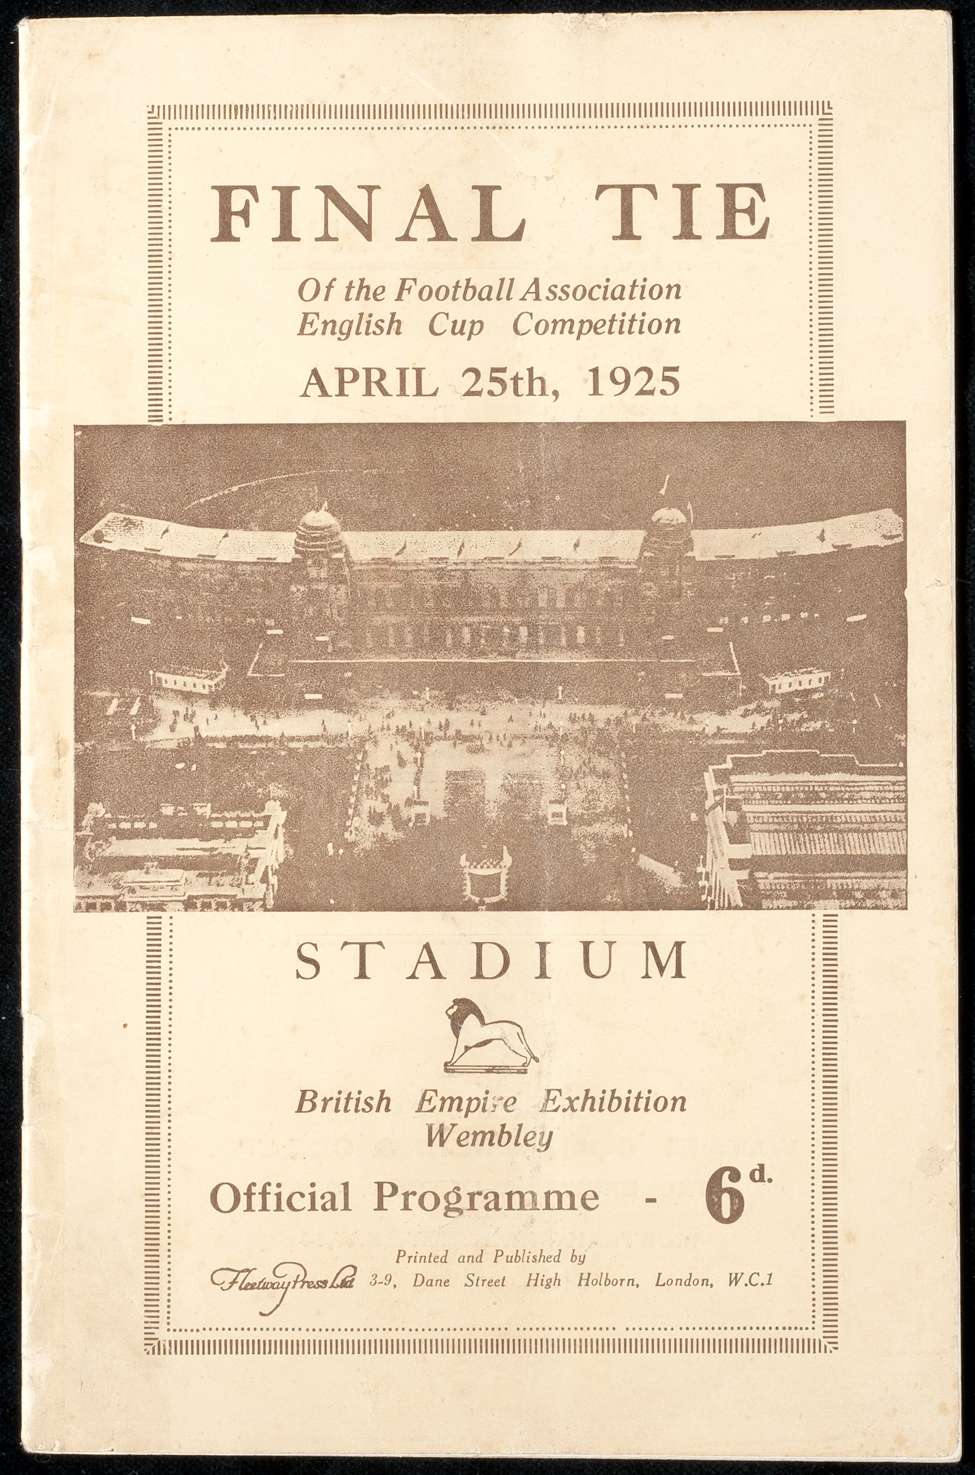 FINAL TIE
Of the Football Association
English Cup Competition
APRIL 25th, 1925
STADIUM
British Empire Exhibition
Wembley
Official Programme - 6d.
Printed and Published by
Fleetway Press Ltd 3-9, Dane Street High Holborn, London, W.C.1